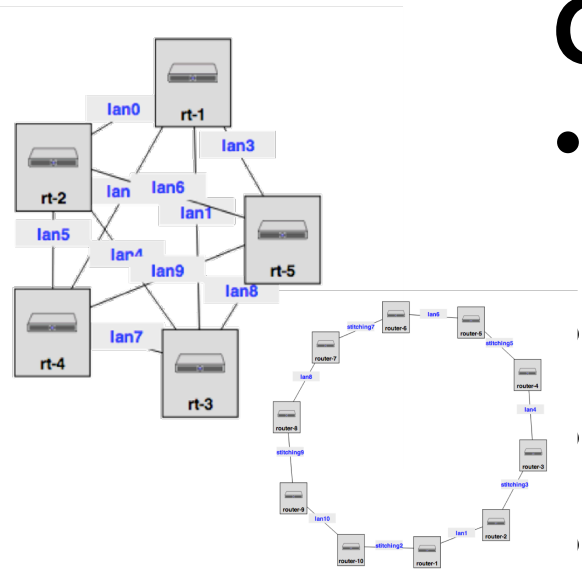 rt-1
lan0
lan3
rt-2
lan
lan6
lan1
lan5
lan4
lan9
rt-5
lan8
rt-4
lan7
rt-3
router-6
lan6
router-5
stitching7
stitching5
router-7
router-4
lan8
lan4
router-8
stitching9
router-3
stitching3
router-9
lan10
router-2
lan1
stitching2
router-10
router-1